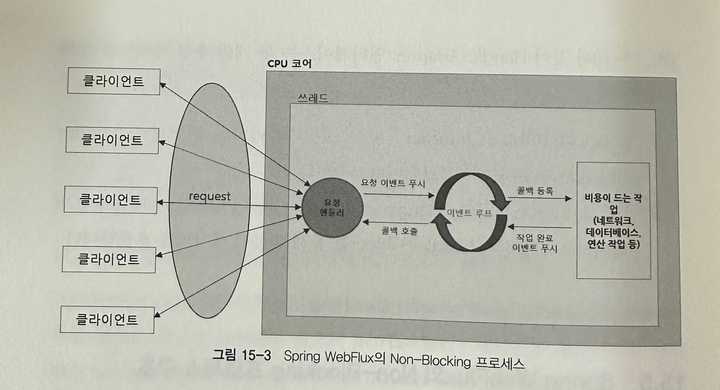 CPU 코어
쓰레드
클라이언트
클라이언트
클라이언트
클라이언트
클라이언트
request
요청
핸들러
요청 이벤트 푸시
콜백 호출
이벤트 루프
콜백 등록
작업 완료
이벤트 푸시
비용이 드는 작
업
(네트워크,
데이터베이스,
연산 작업 등)
그림 15-3 Spring WebFlux의 Non-Blocking 프로세스